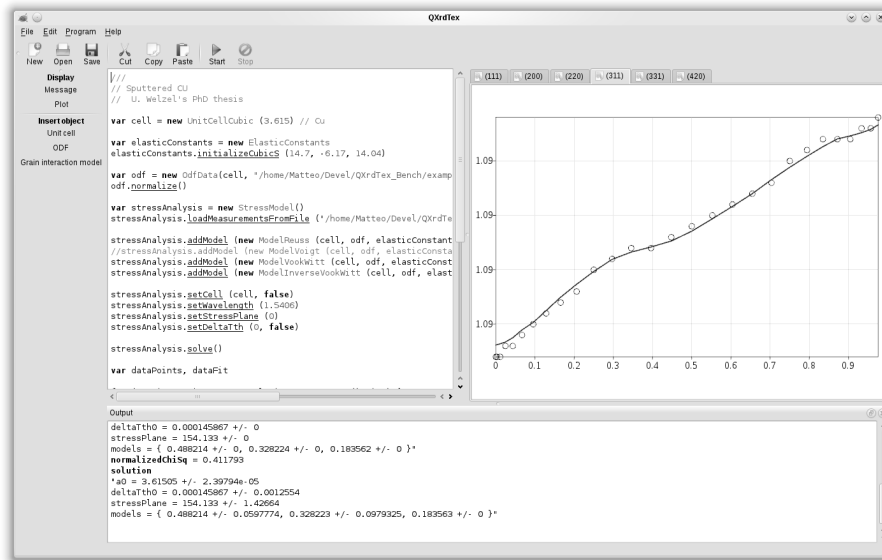 QXrdTex
File Edit Program Help
New Open Save Cut Copy Paste Start Stop
Display
Message
Plot
Insert object
Unit cell
ODF
Grain interaction model
///
// Sputtered CU
// U. Welzel's PhD thesis
var cell = new UnitCellCubic (3.615) // Cu
var elasticConstants = new ElasticConstants
elasticConstants.initializeCubicS (14.7, -6.17, 14.04)
var odf = new OdfData(cell, "/home/Matteo/Devel/QXrdTex_Bench/examp
odf.normalize()
var stressAnalysis = new StressModel()
stressAnalysis.loadMeasurementsFromFile ("/home/Matteo/Devel/QXrdTe
stressAnalysis.addModel (new ModelReuss (cell, odf, elasticConstant
//stressAnalysis.addModel (new ModelVoigt (cell, odf, elasticConsta
stressAnalysis.addModel (new ModelVookWitt (cell, odf, elasticConst
stressAnalysis.addModel (new ModelInverseVookWitt (cell, odf, elast
stressAnalysis.setCell (cell, false)
stressAnalysis.setWavelength (1.5406)
stressAnalysis.setStressPlane (0)
stressAnalysis.setDeltaTth (0, false)
stressAnalysis.solve()
var dataPoints, dataFit
(111) (200) (220) (311) (331) (420)
1.09
1.09
1.09
1.09
0 0.1 0.2 0.3 0.4 0.5 0.6 0.7 0.8 0.9
Output
deltaTth0 = 0.000145867 +/- 0
stressPlane = 154.133 +/- 0
models = { 0.488214 +/- 0, 0.328224 +/- 0, 0.183562 +/- 0 }"
normalizedChiSq = 0.411793
solution
"a0 = 3.61505 +/- 2.39794e-05
deltaTth0 = 0.000145867 +/- 0.0012554
stressPlane = 154.133 +/- 1.42664
models = { 0.488214 +/- 0.0597774, 0.328223 +/- 0.0979325, 0.183563 +/- 0 }"